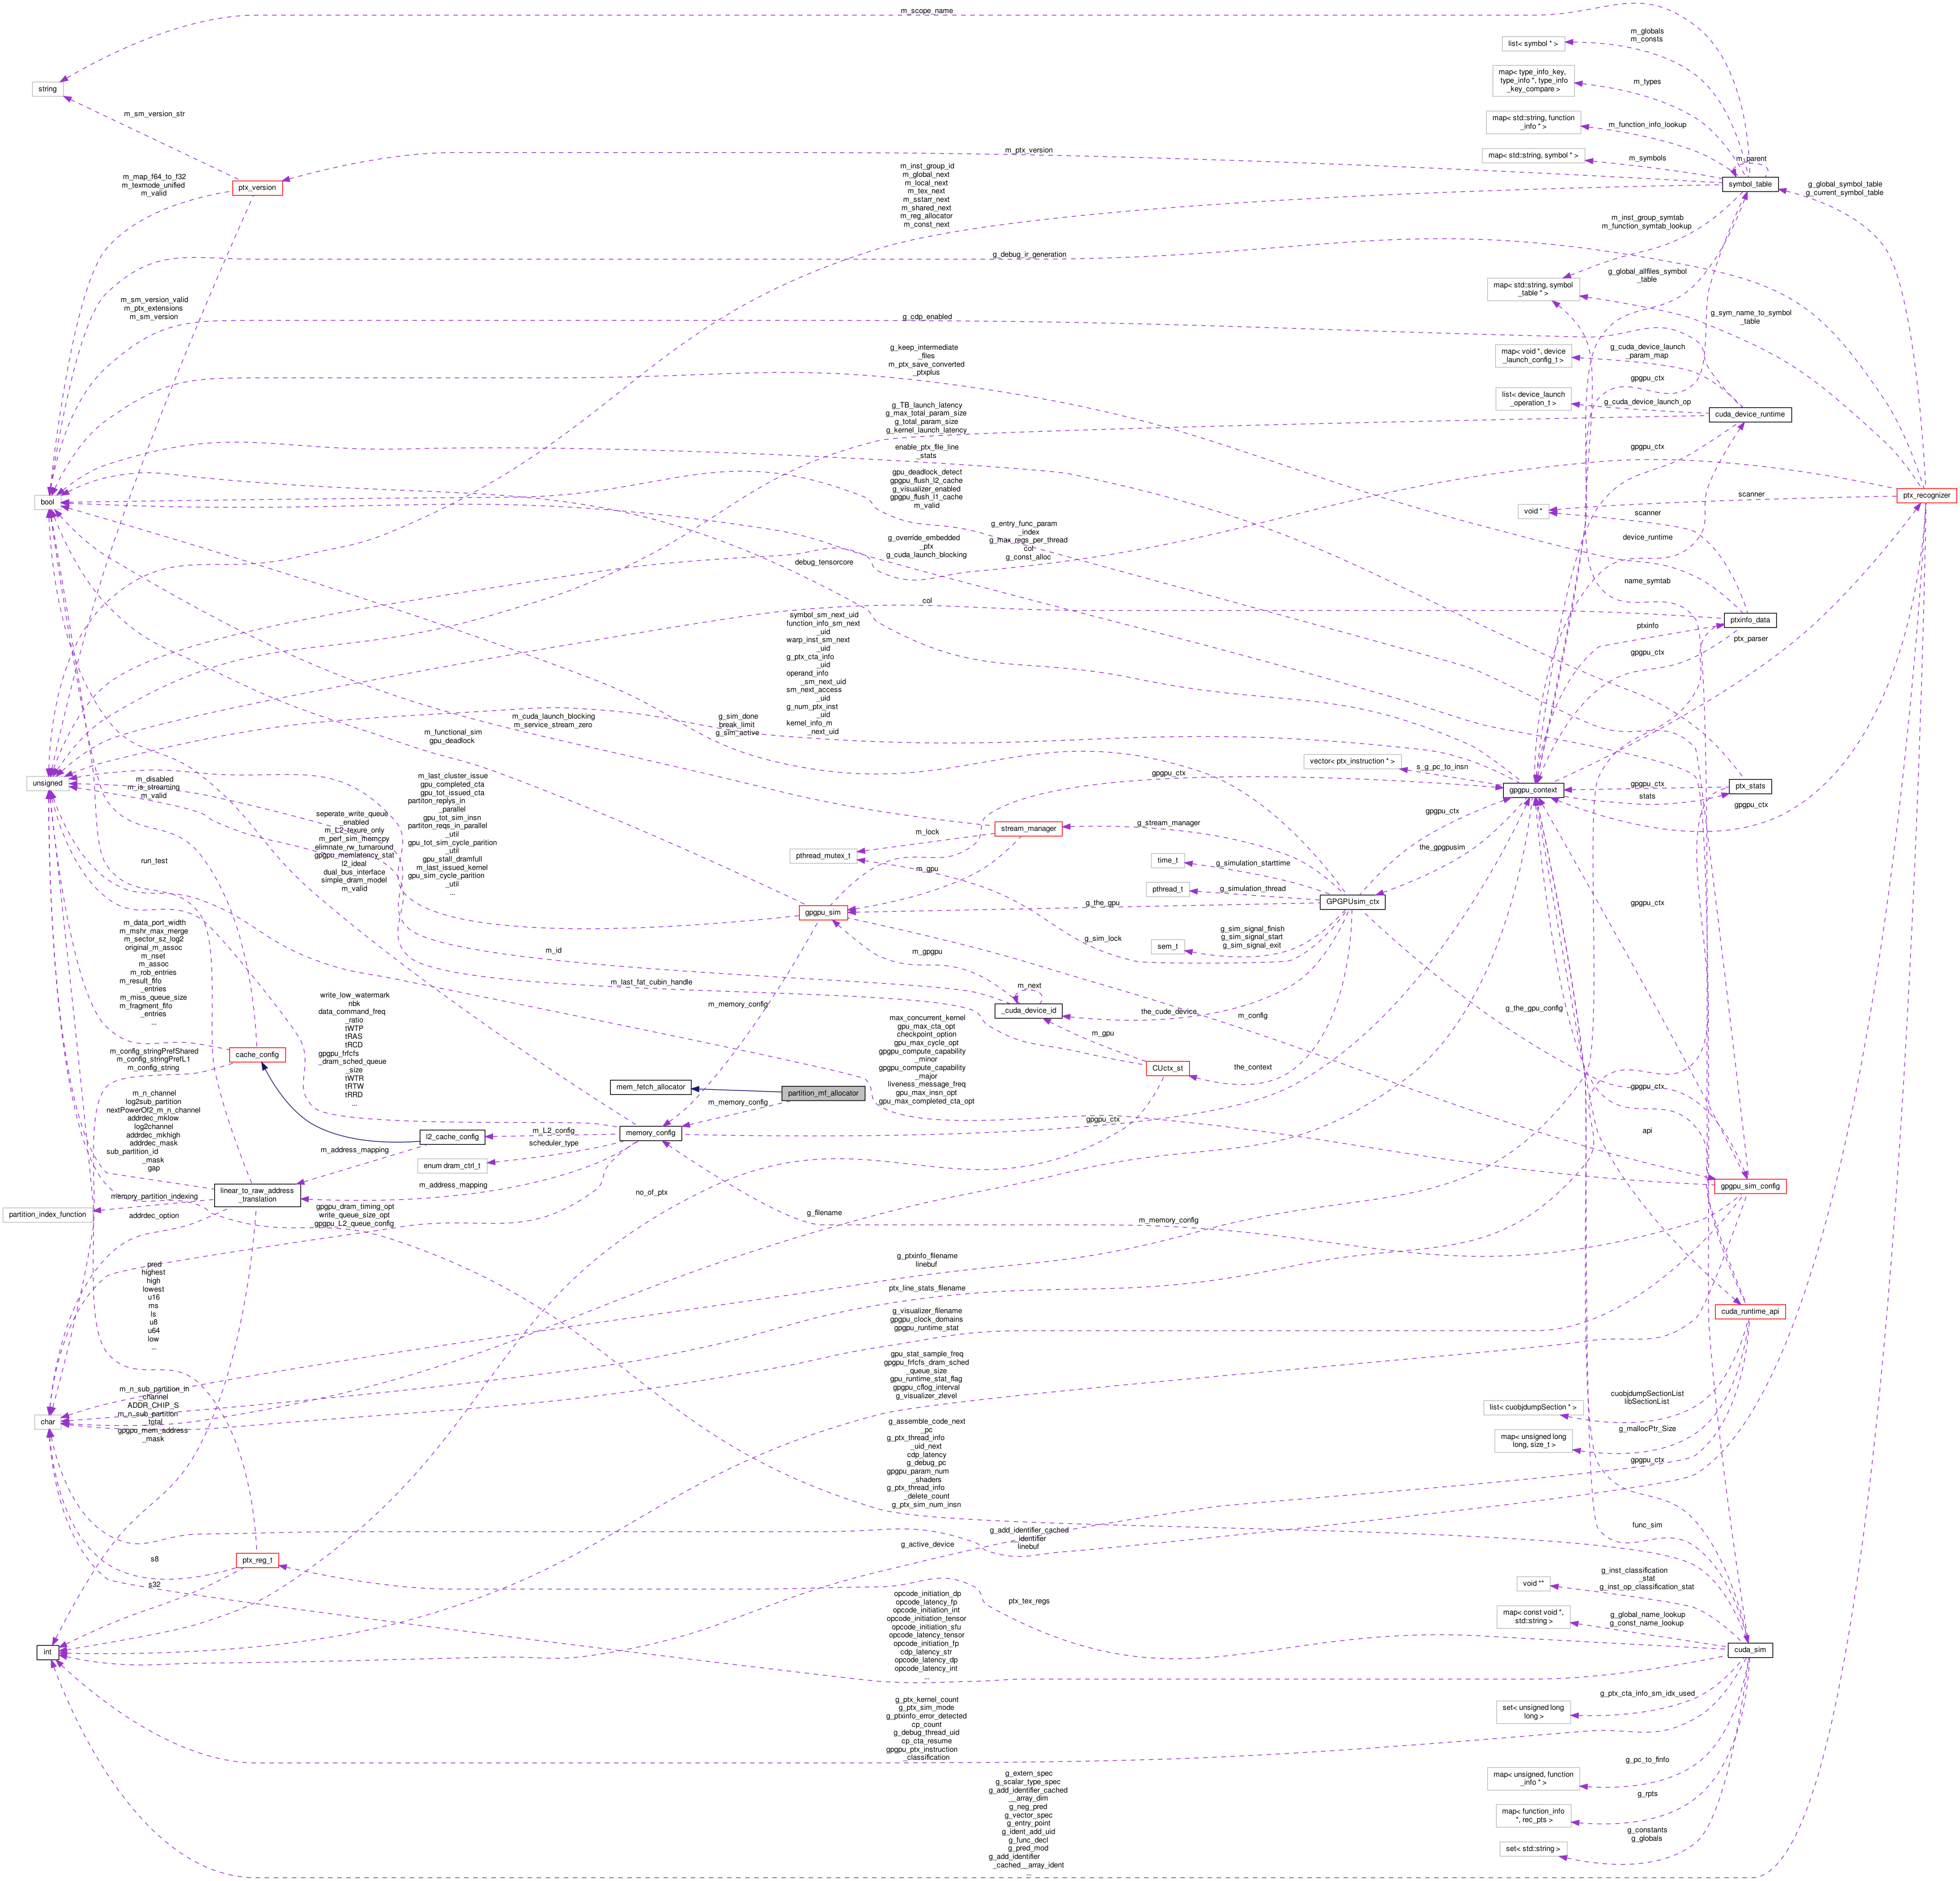 m_scope_name
m_globals
m_consts
list< symbol * >
map< type_info_key,
type_info *, type_info
_key_compare >
m_types
string
m_sm_version_str
map< std::string, function
_info * >
m_function_info_lookup
m_ptx_version
map< std::string, symbol * >
m_symbols
m_parent
symbol_table
g_global_symbol_table
g_current_symbol_table
m_map_f64_to_f32
m_texmode_unified
m_valid
ptx_version
m_inst_group_id
m_global_next
m_local_next
m_tex_next
m_sstarr_next
m_shared_next
m_reg_allocator
m_const_next
m_inst_group_symtab
m_function_symtab_lookup
g_debug_ir_generation
map< std::string, symbol
_table * >
g_global_allfiles_symbol
_table
m_sm_version_valid
m_ptx_extensions
m_sm_version
g_cdp_enabled
g_sym_name_to_symbol
_table
g_keep_intermediate
_files
m_ptx_save_converted
_ptxplus
map< void *, device
_launch_config_t >
g_cuda_device_launch
_param_map
gpgpu_ctx
list< device_launch
_operation_t >
g_cuda_device_launch_op
cuda_device_runtime
g_TB_launch_latency
g_max_total_param_size
g_total_param_size
g_kernel_launch_latency
enable_ptx_file_line
_stats
gpgpu_ctx
gpu_deadlock_detect
gpgpu_flush_l2_cache
g_visualizer_enabled
gpgpu_flush_l1_cache
m_valid
bool
scanner
ptx_recognizer
void *
scanner
g_entry_func_param
_index
g_max_regs_per_thread
col
g_const_alloc
g_override_embedded
_ptx
g_cuda_launch_blocking
device_runtime
debug_tensorcore
name_symtab
col
symbol_sm_next_uid
function_info_sm_next
_uid
warp_inst_sm_next
_uid
g_ptx_cta_info
_uid
operand_info
_sm_next_uid
sm_next_access
_uid
g_num_ptx_inst
_uid
kernel_info_m
_next_uid
ptxinfo
ptxinfo_data
ptx_parser
gpgpu_ctx
m_cuda_launch_blocking
m_service_stream_zero
g_sim_done
break_limit
g_sim_active
m_functional_sim
gpu_deadlock
vector< ptx_instruction * >
s_g_pc_to_insn
gpgpu_ctx
unsigned
gpgpu_context
gpgpu_ctx
stats
ptx_stats
gpgpu_ctx
m_disabled
m_is_streaming
m_valid
m_last_cluster_issue
gpu_completed_cta
gpu_tot_issued_cta
partiton_replys_in
_parallel
gpu_tot_sim_insn
partiton_reqs_in_parallel
_util
gpu_tot_sim_cycle_parition
_util
gpu_stall_dramfull
m_last_issued_kernel
gpu_sim_cycle_parition
_util
...
seperate_write_queue
_enabled
m_L2_texure_only
m_perf_sim_memcpy
elimnate_rw_turnaround
gpgpu_memlatency_stat
l2_ideal
dual_bus_interface
simple_dram_model
m_valid
gpgpu_ctx
stream_manager
g_stream_manager
m_lock
pthread_mutex_t
the_gpgpusim
time_t
g_simulation_starttime
run_test
m_gpu
pthread_t
g_simulation_thread
GPGPUsim_ctx
g_the_gpu
gpgpu_sim
gpgpu_ctx
m_data_port_width
m_mshr_max_merge
m_sector_sz_log2
original_m_assoc
m_nset
m_assoc
m_rob_entries
m_result_fifo
_entries
m_miss_queue_size
m_fragment_fifo
_entries
...
g_sim_lock
sem_t
g_sim_signal_finish
g_sim_signal_start
g_sim_signal_exit
m_id
m_gpgpu
m_last_fat_cubin_handle
m_next
write_low_watermark
nbk
data_command_freq
_ratio
tWTP
tRAS
tRCD
gpgpu_frfcfs
_dram_sched_queue
_size
tWTR
tRTW
tRRD
...
m_memory_config
_cuda_device_id
the_cude_device
m_config
g_the_gpu_config
max_concurrent_kernel
gpu_max_cta_opt
checkpoint_option
gpu_max_cycle_opt
gpgpu_compute_capability
_minor
gpgpu_compute_capability
_major
liveness_message_freq
gpu_max_insn_opt
gpu_max_completed_cta_opt
m_gpu
cache_config
m_config_stringPrefShared
m_config_stringPrefL1
m_config_string
CUctx_st
the_context
mem_fetch_allocator
partition_mf_allocator
gpgpu_ctx
m_n_channel
log2sub_partition
nextPowerOf2_m_n_channel
addrdec_mklow
log2channel
addrdec_mkhigh
addrdec_mask
sub_partition_id
_mask
gap
m_memory_config
gpgpu_ctx
m_L2_config
l2_cache_config
memory_config
scheduler_type
api
m_address_mapping
enum dram_ctrl_t
m_address_mapping
linear_to_raw_address
_translation
no_of_ptx
gpgpu_sim_config
memory_partition_indexing
partition_index_function
addrdec_option
gpgpu_dram_timing_opt
write_queue_size_opt
gpgpu_L2_queue_config
g_filename
m_memory_config
g_ptxinfo_filename
linebuf
pred
highest
high
lowest
u16
ms
ls
u8
u64
low
...
ptx_line_stats_filename
g_visualizer_filename
gpgpu_clock_domains
gpgpu_runtime_stat
cuda_runtime_api
gpu_stat_sample_freq
gpgpu_frfcfs_dram_sched
_queue_size
gpu_runtime_stat_flag
gpgpu_cflog_interval
g_visualizer_zlevel
m_n_sub_partition_in
_channel
ADDR_CHIP_S
m_n_sub_partition
_total
gpgpu_mem_address
_mask
char
cuobjdumpSectionList
libSectionList
list< cuobjdumpSection * >
g_mallocPtr_Size
map< unsigned long
long, size_t >
g_assemble_code_next
_pc
g_ptx_thread_info
_uid_next
cdp_latency
g_debug_pc
gpgpu_param_num
_shaders
g_ptx_thread_info
_delete_count
g_ptx_sim_num_insn
gpgpu_ctx
func_sim
g_add_identifier_cached
__identifier
linebuf
g_active_device
s8
ptx_reg_t
s32
g_inst_classification
_stat
g_inst_op_classification_stat
void **
ptx_tex_regs
opcode_initiation_dp
opcode_latency_fp
opcode_initiation_int
opcode_initiation_tensor
opcode_initiation_sfu
opcode_latency_tensor
opcode_initiation_fp
cdp_latency_str
opcode_latency_dp
opcode_latency_int
...
map< const void *,
std::string >
g_global_name_lookup
g_const_name_lookup
int
cuda_sim
g_ptx_cta_info_sm_idx_used
set< unsigned long
long >
g_ptx_kernel_count
g_ptx_sim_mode
g_ptxinfo_error_detected
cp_count
g_debug_thread_uid
cp_cta_resume
gpgpu_ptx_instruction
_classification
g_pc_to_finfo
map< unsigned, function
_info * >
g_extern_spec
g_scalar_type_spec
g_add_identifier_cached
__array_dim
g_neg_pred
g_vector_spec
g_entry_point
g_ident_add_uid
g_func_decl
g_pred_mod
g_add_identifier
_cached__array_ident
...
g_rpts
map< function_info
*, rec_pts >
g_constants
g_globals
set< std::string >